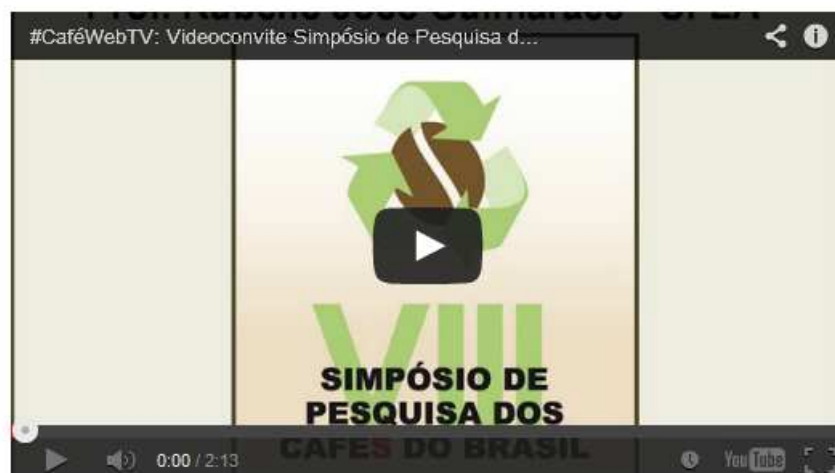 #CaféWebTV: Videoconvite Simpósio de Pesquisa d...
VIII
SIMPÓSIO DE
PESQUISA DOS
CAFÉS DO BRASIL
0:00 / 2:13
YouTube